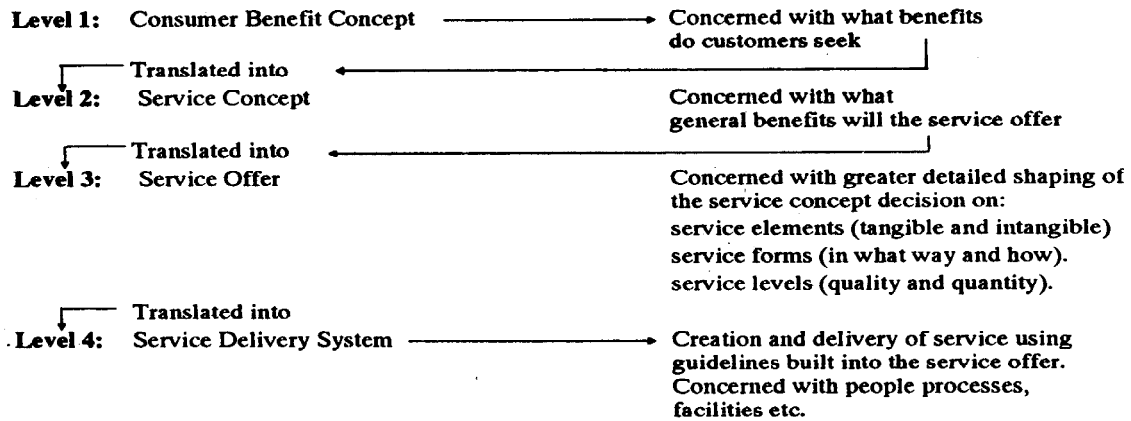 Level 1: Consumer Benefit Concept Concerned with what benefits
do customers seek
Translated into
Level 2: Service Concept Concerned with what
general benefits will the service offer
Translated into
Level 3: Service Offer Concerned with greater detailed shaping of
the service concept decision on:
service elements (tangible and intangible)
service forms (in what way and how).
service levels (quality and quantity).
Translated into
Level 4: Service Delivery System Creation and delivery of service using
guidelines built into the service offer.
Concerned with people processes,
facilities etc.